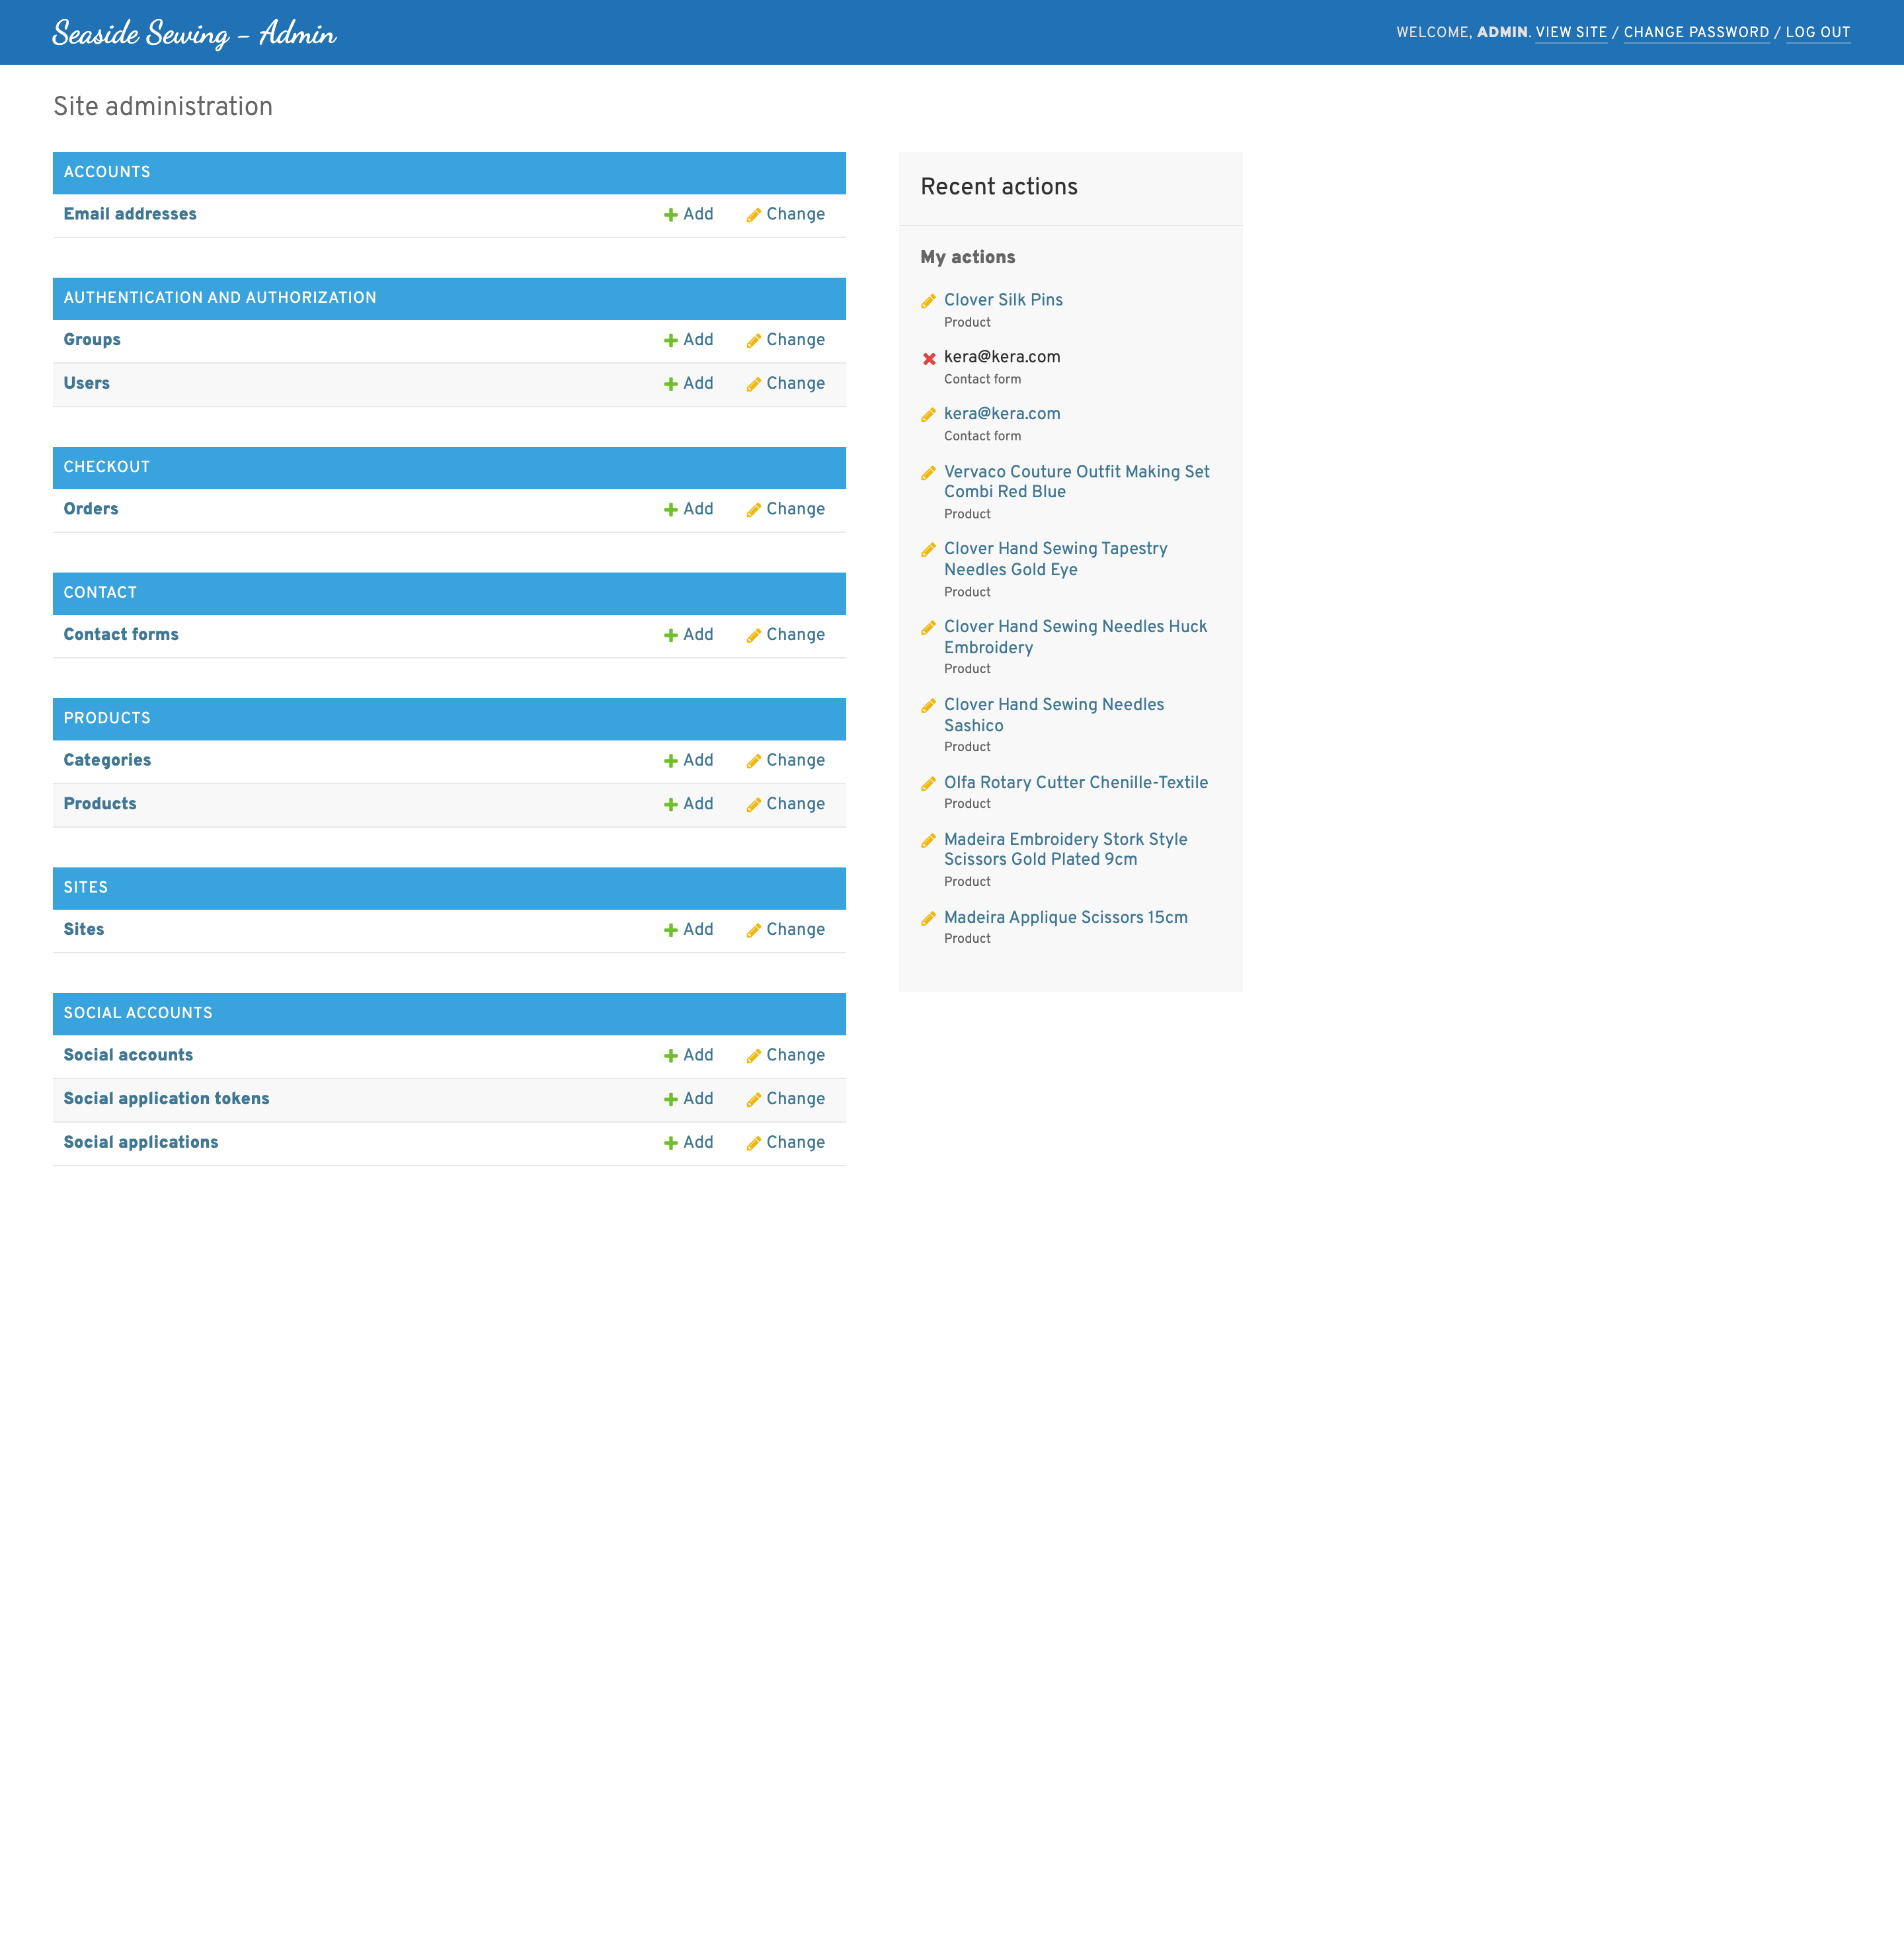 Seaside Sewing - Admin
WELCOME, ADMIN. VIEW SITE / CHANGE PASSWORD / LOG OUT
Site administration
ACCOUNTS
Email addresses Add Change
AUTHENTICATION AND AUTHORIZATION
Groups Add Change
Users Add Change
CHECKOUT
Orders Add Change
CONTACT
Contact forms Add Change
PRODUCTS
Categories Add Change
Products Add Change
SITES
Sites Add Change
SOCIAL ACCOUNTS
Social accounts Add Change
Social application tokens Add Change
Social applications Add Change
Recent actions
My actions
Clover Silk Pins
Product
kera@kera.com
Contact form
kera@kera.com
Contact form
Vervaco Couture Outfit Making Set
Combi Red Blue
Product
Clover Hand Sewing Tapestry
Needles Gold Eye
Product
Clover Hand Sewing Needles Huck
Embroidery
Product
Clover Hand Sewing Needles
Sashico
Product
Olfa Rotary Cutter Chenille-Textile
Product
Madeira Embroidery Stork Style
Scissors Gold Plated 9cm
Product
Madeira Applique Scissors 15cm
Product